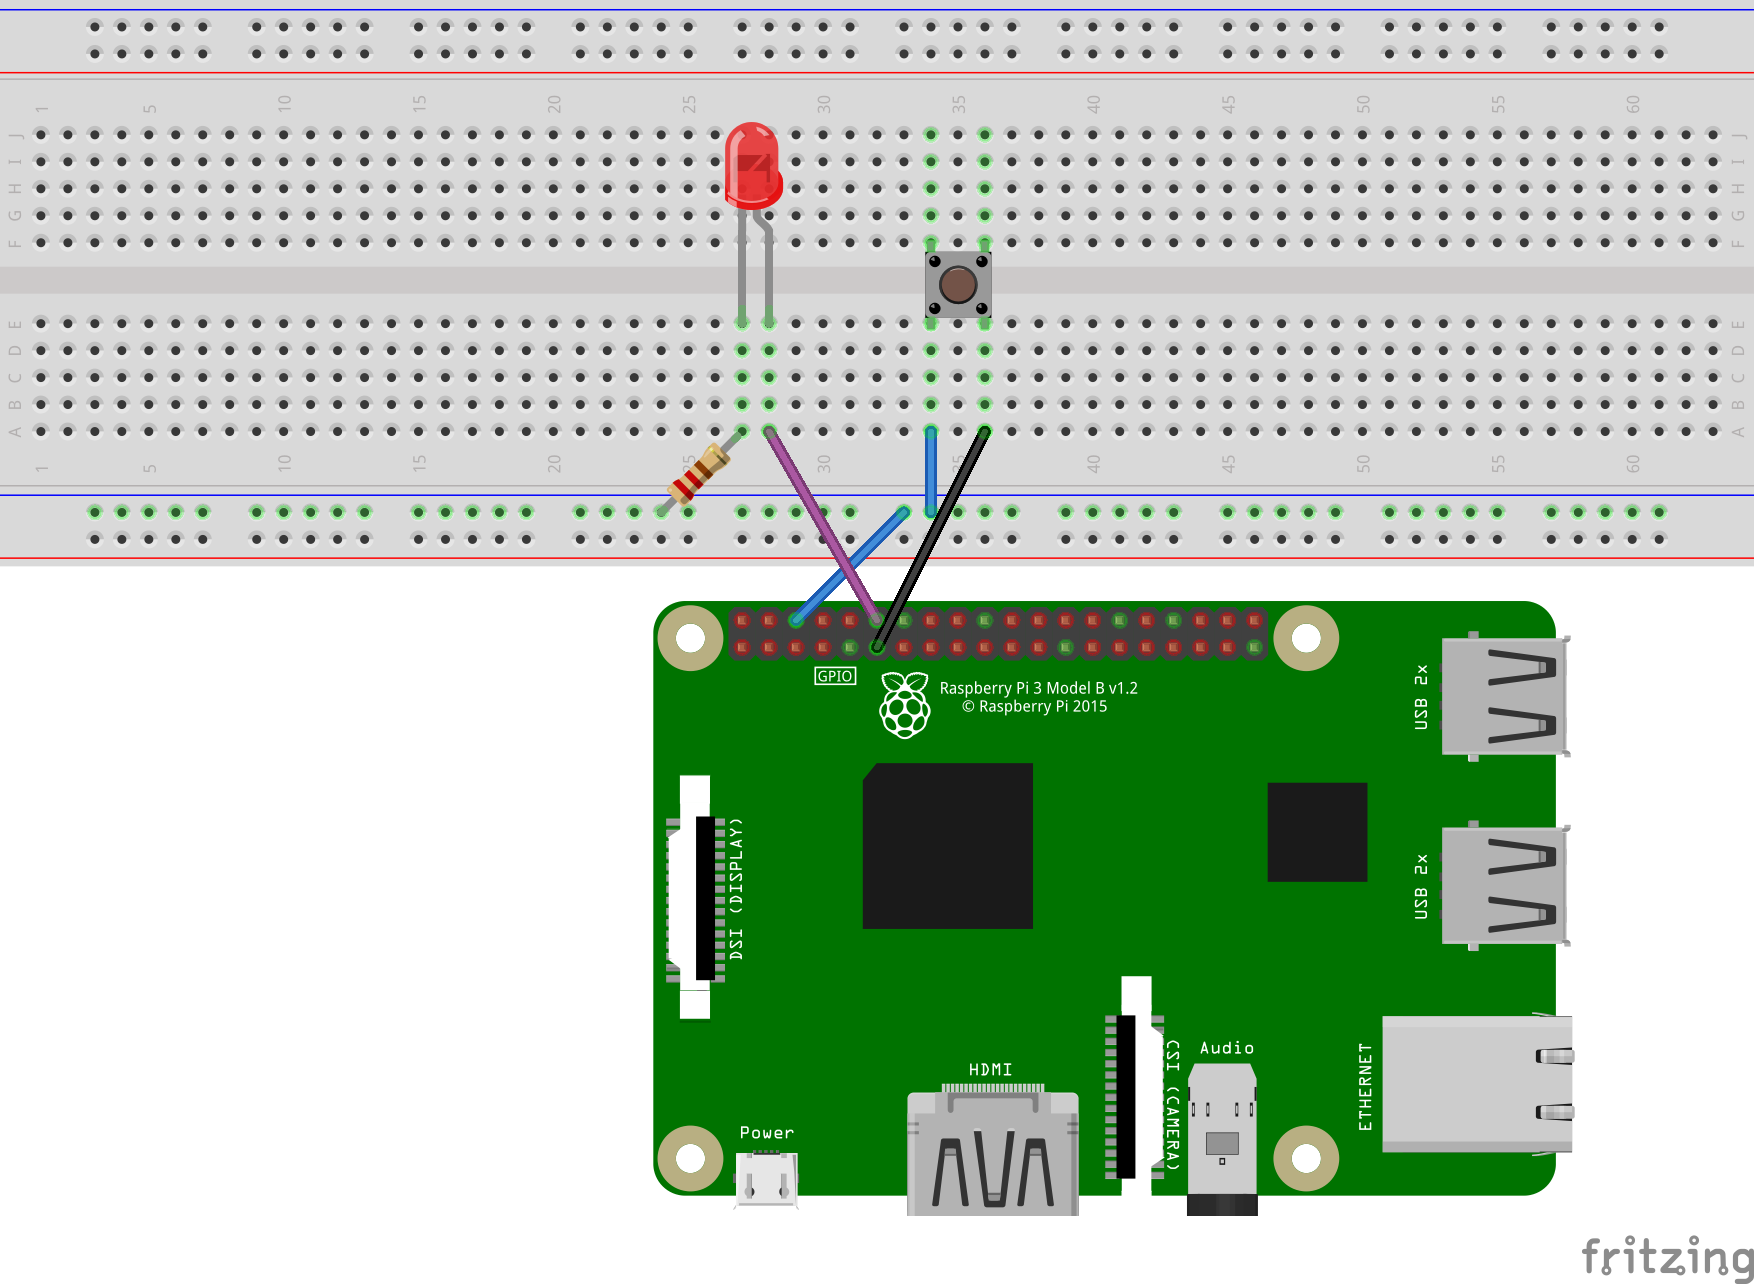 1 5 10 15 20 25 30 35 40 45 50 55 60
J J
I I
H H
G G
F F
E E
D D
C C
B B
A A
1 5 10 15 20 25 30 35 40 45 50 55 60
GPIO
Raspberry Pi 3 Model B v1.2
© Raspberry Pi 2015
USB 2x
DSI (DISPLAY)
USB 2x
HDMI
CSI (CAMERA)
Audio
ETHERNET
Power
fritzing